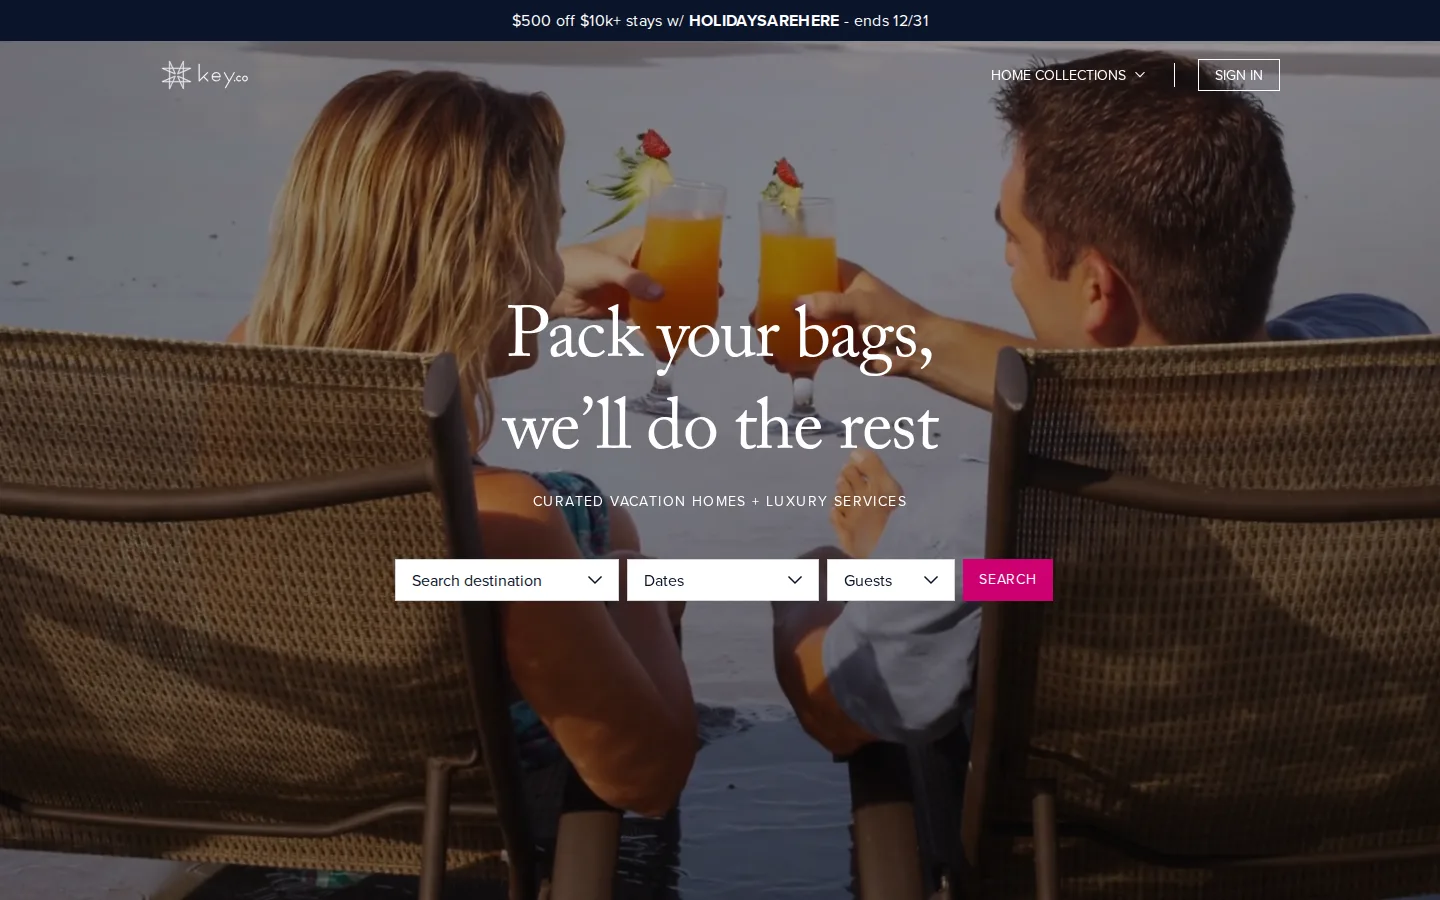 $500 off $10k+ stays w/ HOLIDAYSAREHERE - ends 12/31
key.co
HOME COLLECTIONS
SIGN IN
Pack your bags,
we’ll do the rest
CURATED VACATION HOMES + LUXURY SERVICES
Search destination
Dates
Guests
SEARCH